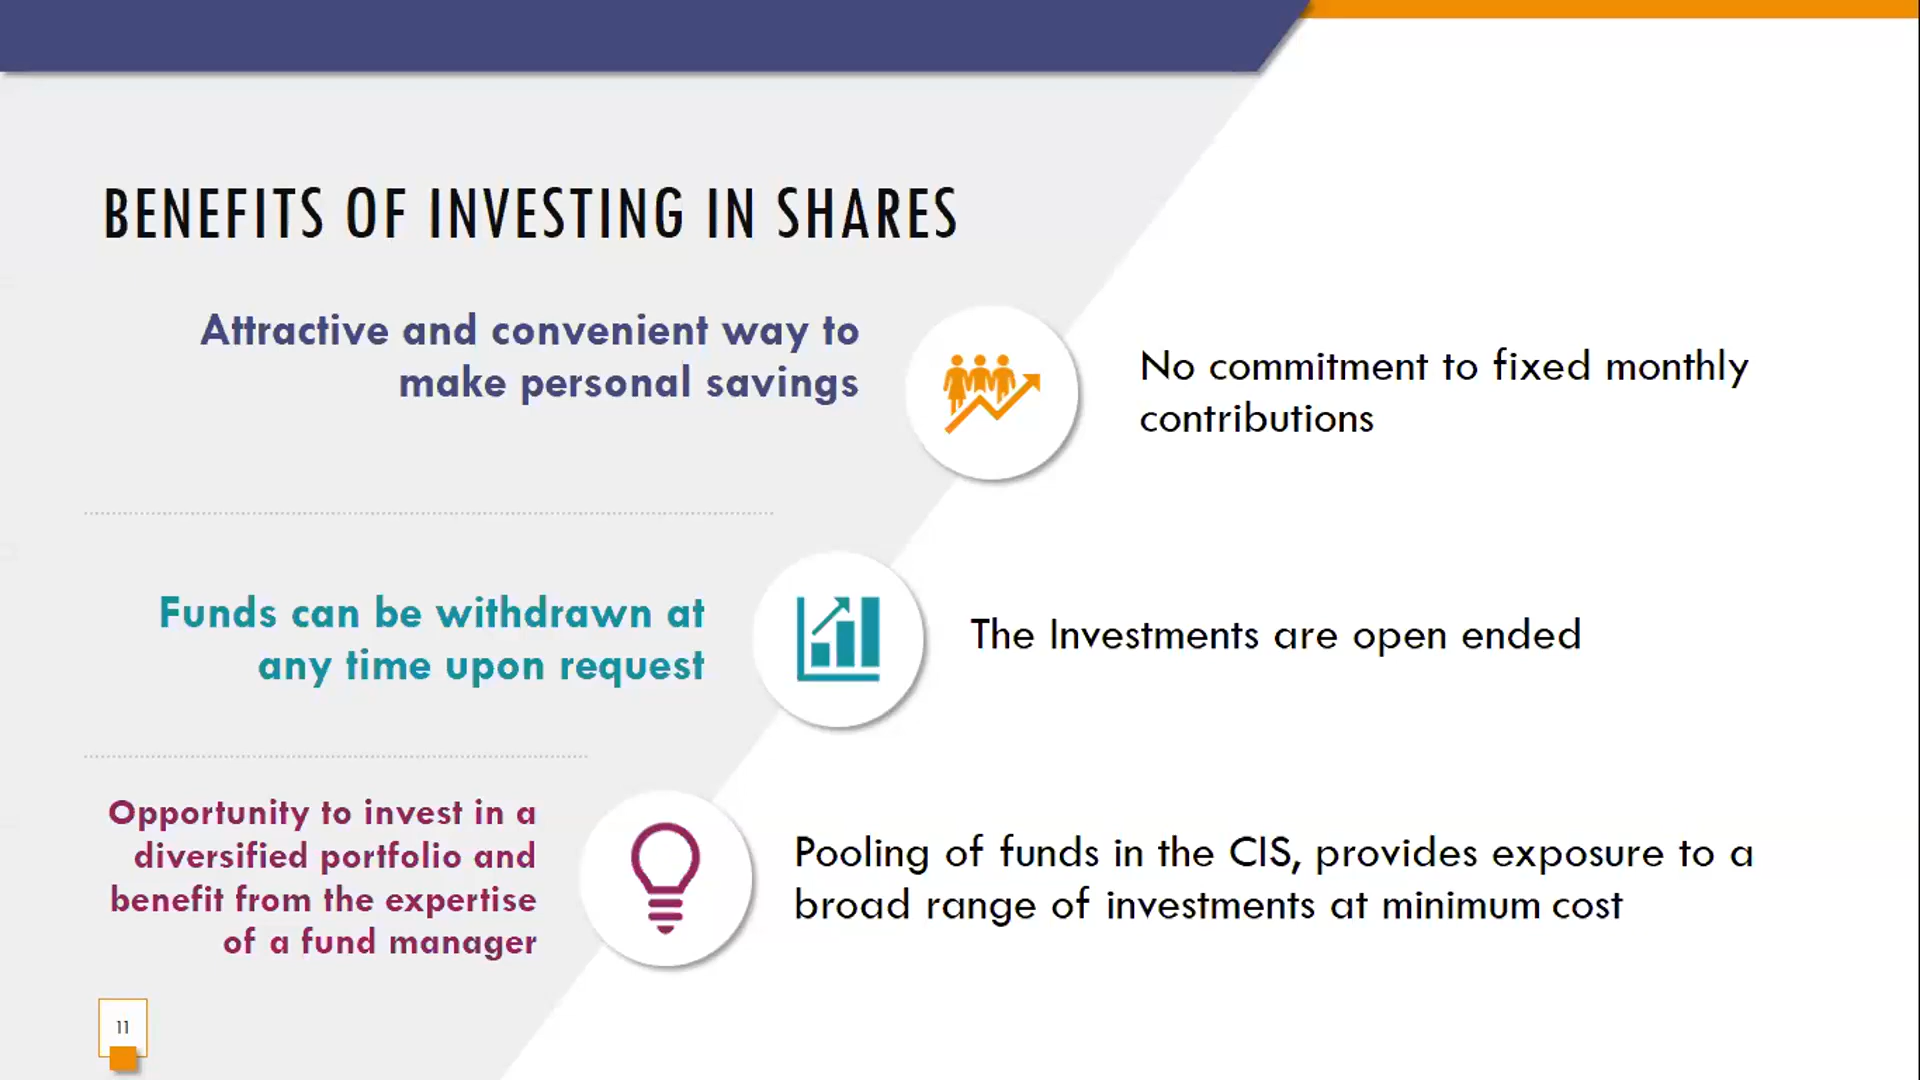 BENEFITS OF INVESTING IN SHARES
Attractive and convenient way to
make personal savings
No commitment to fixed monthly
contributions
Funds can be withdrawn at
any time upon request
The Investments are open ended
Opportunity to invest in a
diversified portfolio and
benefit from the expertise
of a fund manager
Pooling of funds in the CIS, provides exposure to a
broad range of investments at minimum cost
11